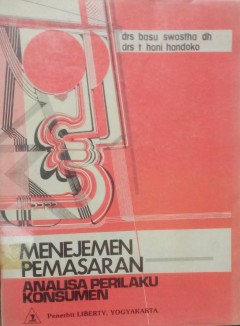 drs basu swastha dh
drs t hani handoko
MENEJEMEN
PEMASARAN
ANALISA PERILAKU
KONSUMEN
Penerbit LIBERTY, YOGYAKARTA.